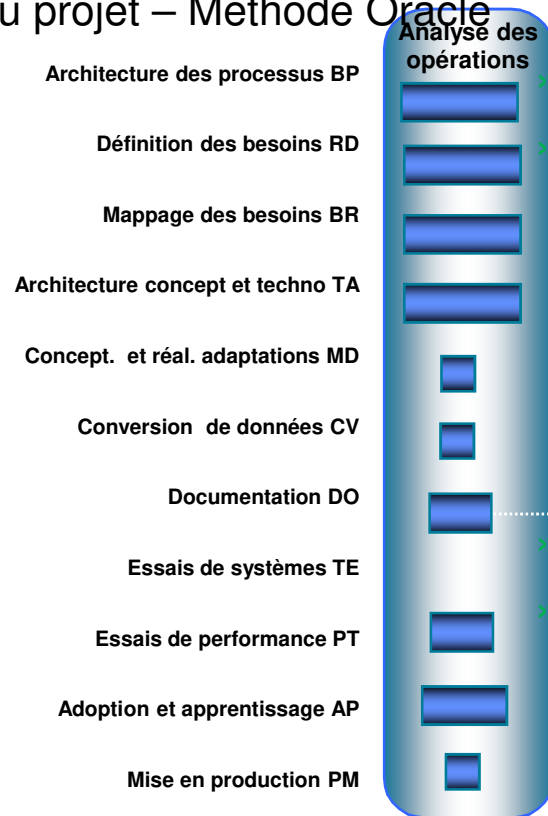 u projet – Méthode Oracle
Analyse des
opérations
Architecture des processus BP
Définition des besoins RD
Mappage des besoins BR
Architecture concept et techno TA
Concept. et réal. adaptations MD
Conversion de données CV
Documentation DO
Essais de systèmes TE
Essais de performance PT
Adoption et apprentissage AP
Mise en production PM